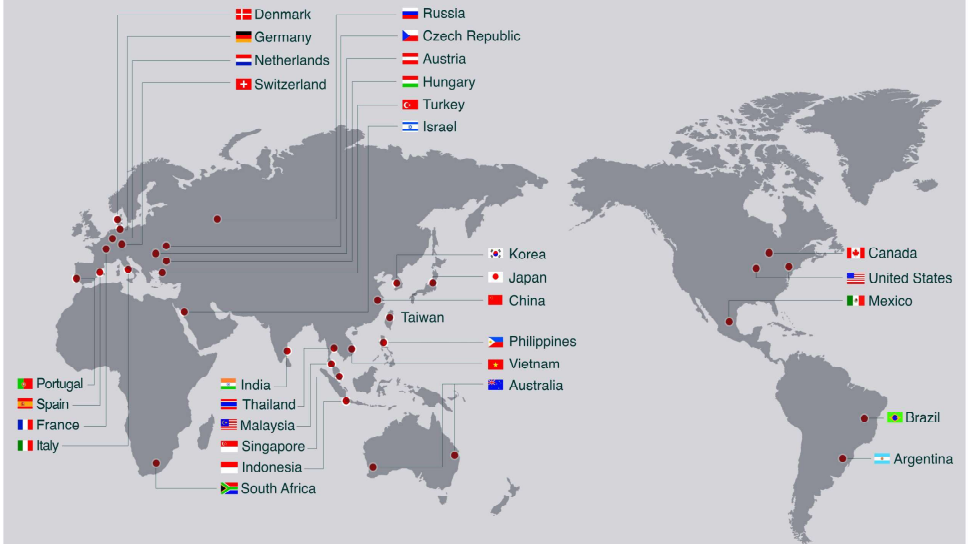 Denmark
Germany
Netherlands
Switzerland
Russia
Czech Republic
Austria
Hungary
Turkey
Israel
Korea
Japan
China
Taiwan
Philippines
Vietnam
Australia
Canada
United States
Mexico
Portugal
Spain
France
Italy
India
Thailand
Malaysia
Singapore
Indonesia
South Africa
Brazil
Argentina